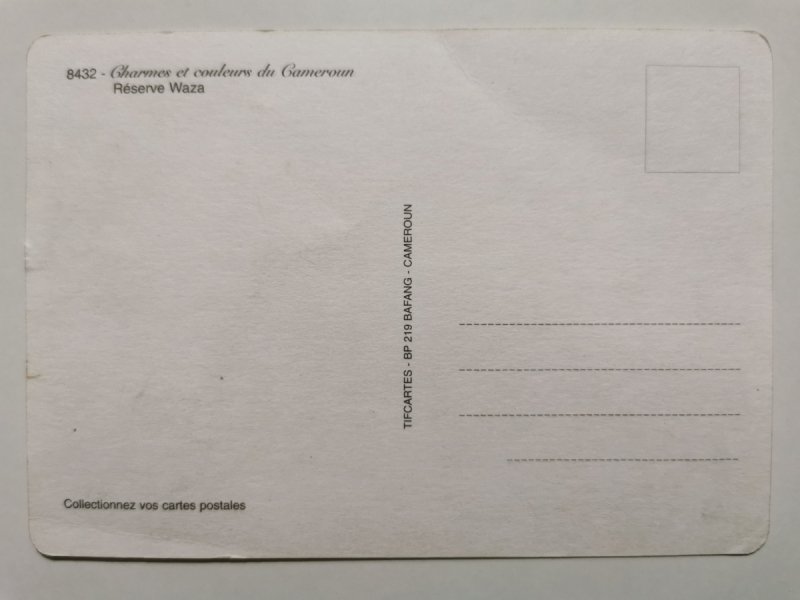 8432 - Charmes et couleurs du Cameroun
Réserve Waza
TIFCARTES - BP 219 BAFANG - CAMEROUN
Collectionnez vos cartes postales